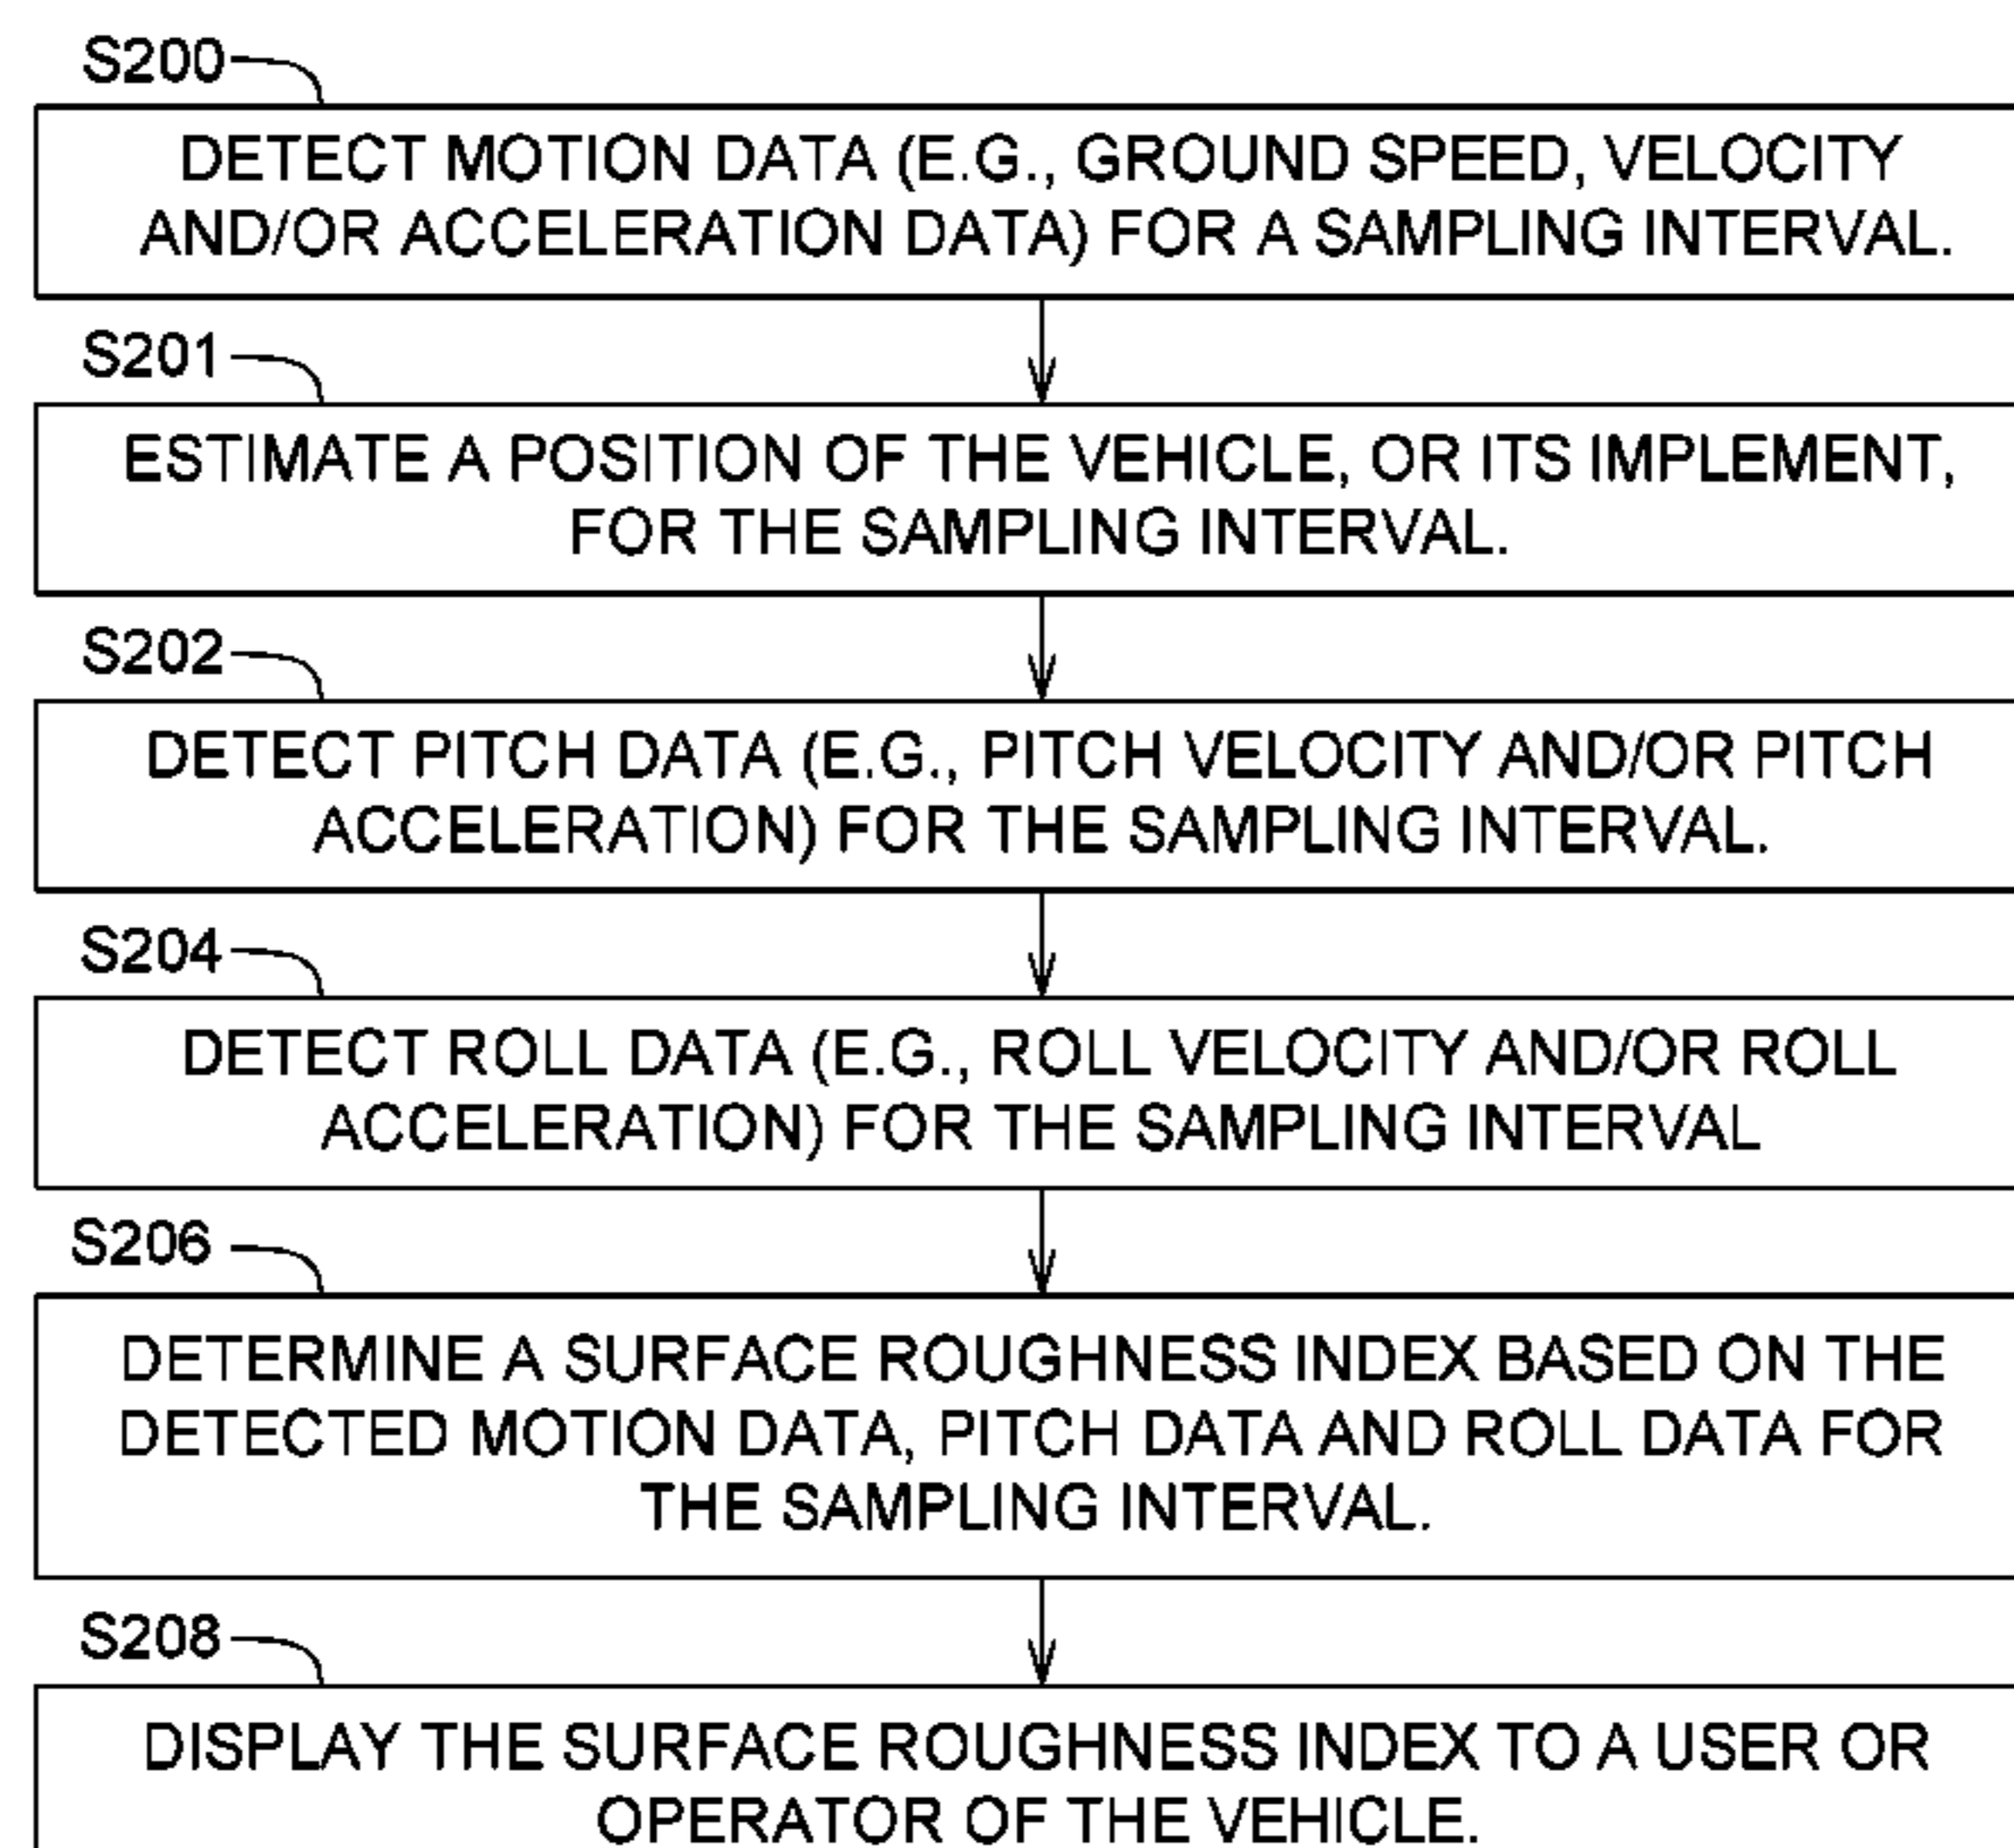 S200
DETECT MOTION DATA (E.G., GROUND SPEED, VELOCITY
AND/OR ACCELERATION DATA) FOR A SAMPLING INTERVAL.
S201
ESTIMATE A POSITION OF THE VEHICLE, OR ITS IMPLEMENT,
FOR THE SAMPLING INTERVAL.
S202
DETECT PITCH DATA (E.G., PITCH VELOCITY AND/OR PITCH
ACCELERATION) FOR THE SAMPLING INTERVAL.
S204
DETECT ROLL DATA (E.G., ROLL VELOCITY AND/OR ROLL
ACCELERATION) FOR THE SAMPLING INTERVAL
S206
DETERMINE A SURFACE ROUGHNESS INDEX BASED ON THE
DETECTED MOTION DATA, PITCH DATA AND ROLL DATA FOR
THE SAMPLING INTERVAL.
S208
DISPLAY THE SURFACE ROUGHNESS INDEX TO A USER OR
OPERATOR OF THE VEHICLE.